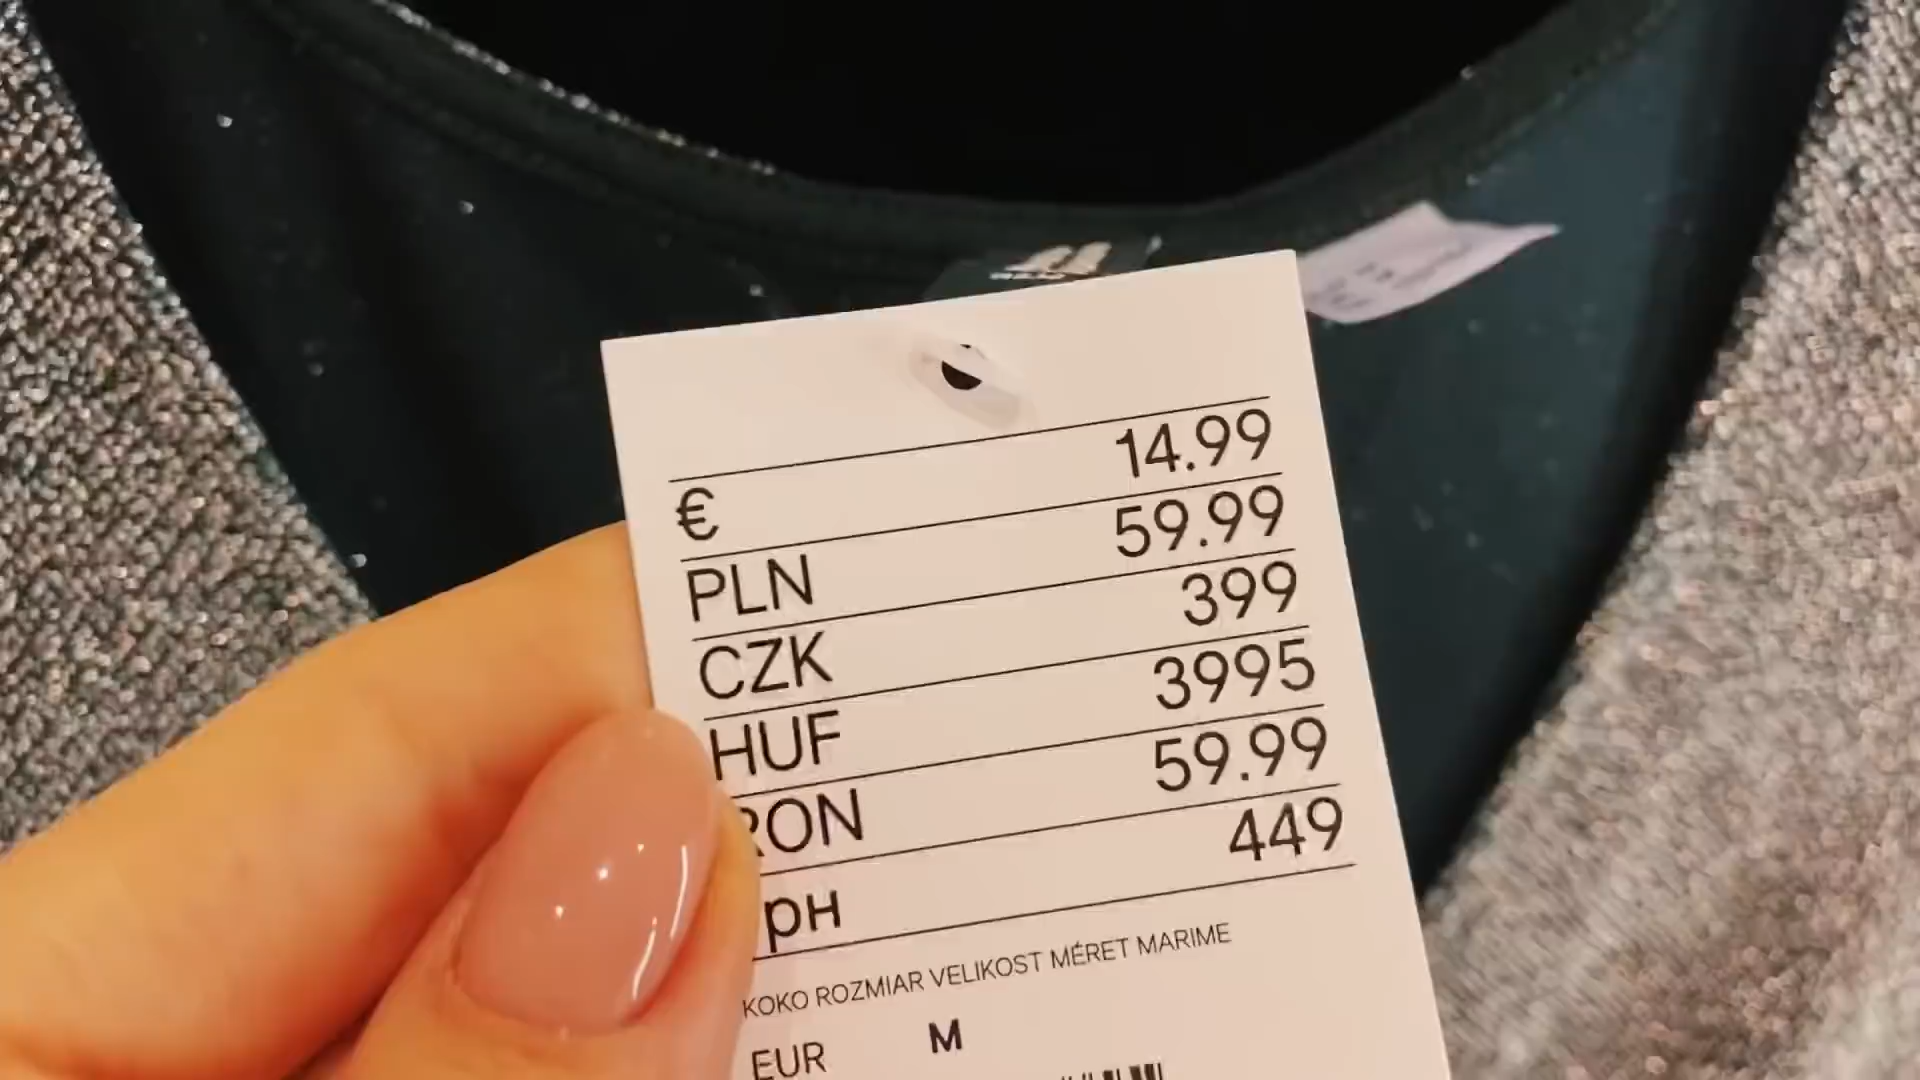 € 14.99
PLN 59.99
CZK 399
HUF 3995
RON 59.99
рн 449
KOKO ROZMIAR VELIKOST MÉRET MARIME
EUR M